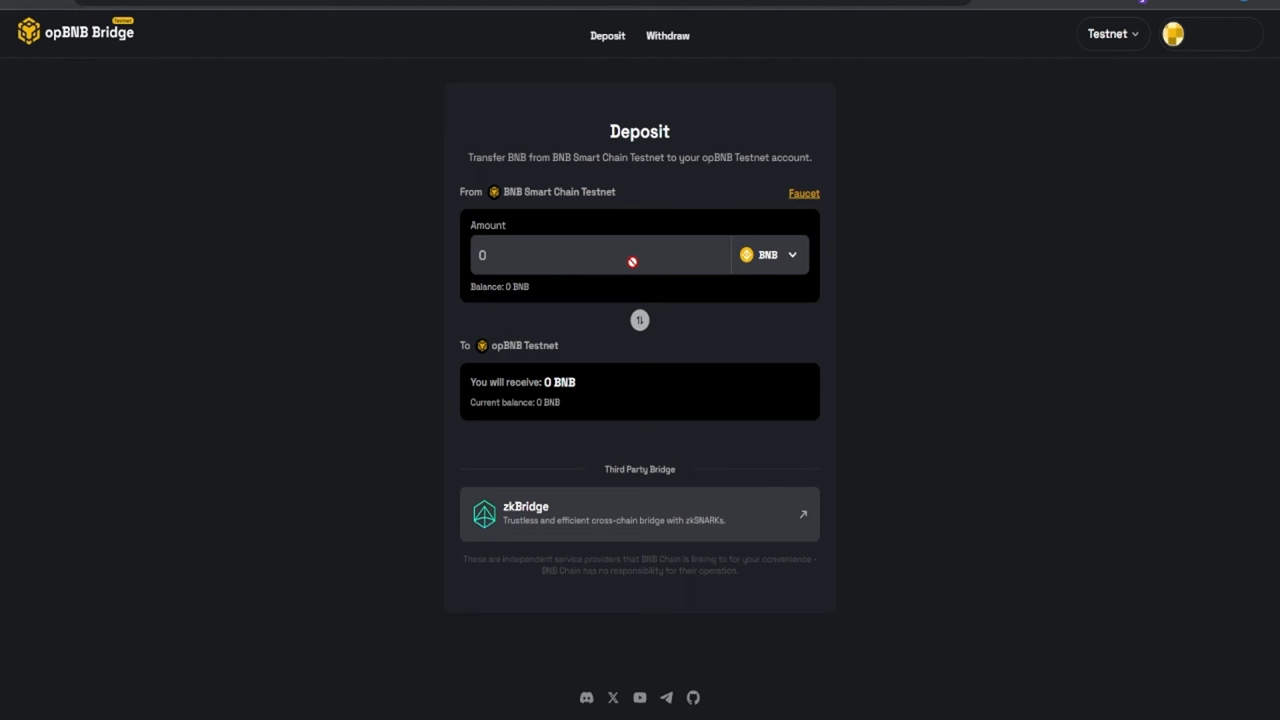 testnet
opBNB Bridge
Deposit Withdraw
Testnet
Deposit
Transfer BNB from BNB Smart Chain Testnet to your opBNB Testnet account.
From BNB Smart Chain Testnet Faucet
Amount
0 BNB
Balance: 0 BNB
To opBNB Testnet
You will receive: 0 BNB
Current balance: 0 BNB
Third Party Bridge
zkBridge
Trustless and efficient cross-chain bridge with zkSNARKs.
These are independent service providers that BNB Chain is linking to for your convenience -
BNB Chain has no responsibility for their operation.